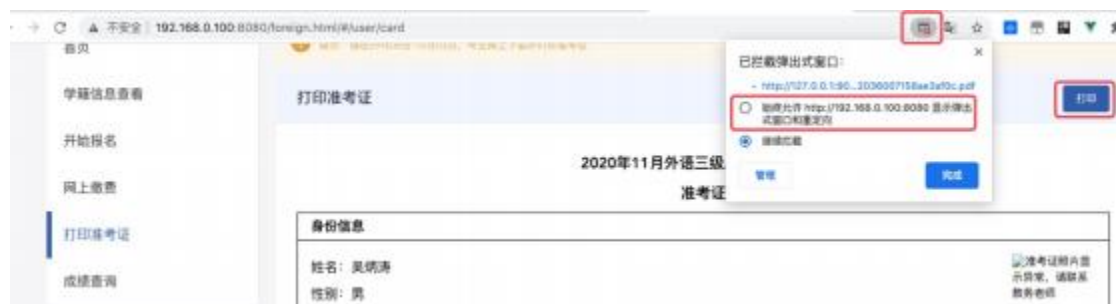 不安全 | 192.168.0.100:8080/foreign.html#/user/card
首页
学籍信息查看
开始报名
网上缴费
打印准考证
成绩查询
打印准考证
打印
已拦截弹出式窗口:
始终允许 http://192.168.0.100:8080 显示弹出
式窗口和重定向
继续拦截
管理
完成
2020年11月外语三级
准考证
身份信息
姓名:吴炳涛
性别:男
准考证照片显
示异常,请联系
教务老师